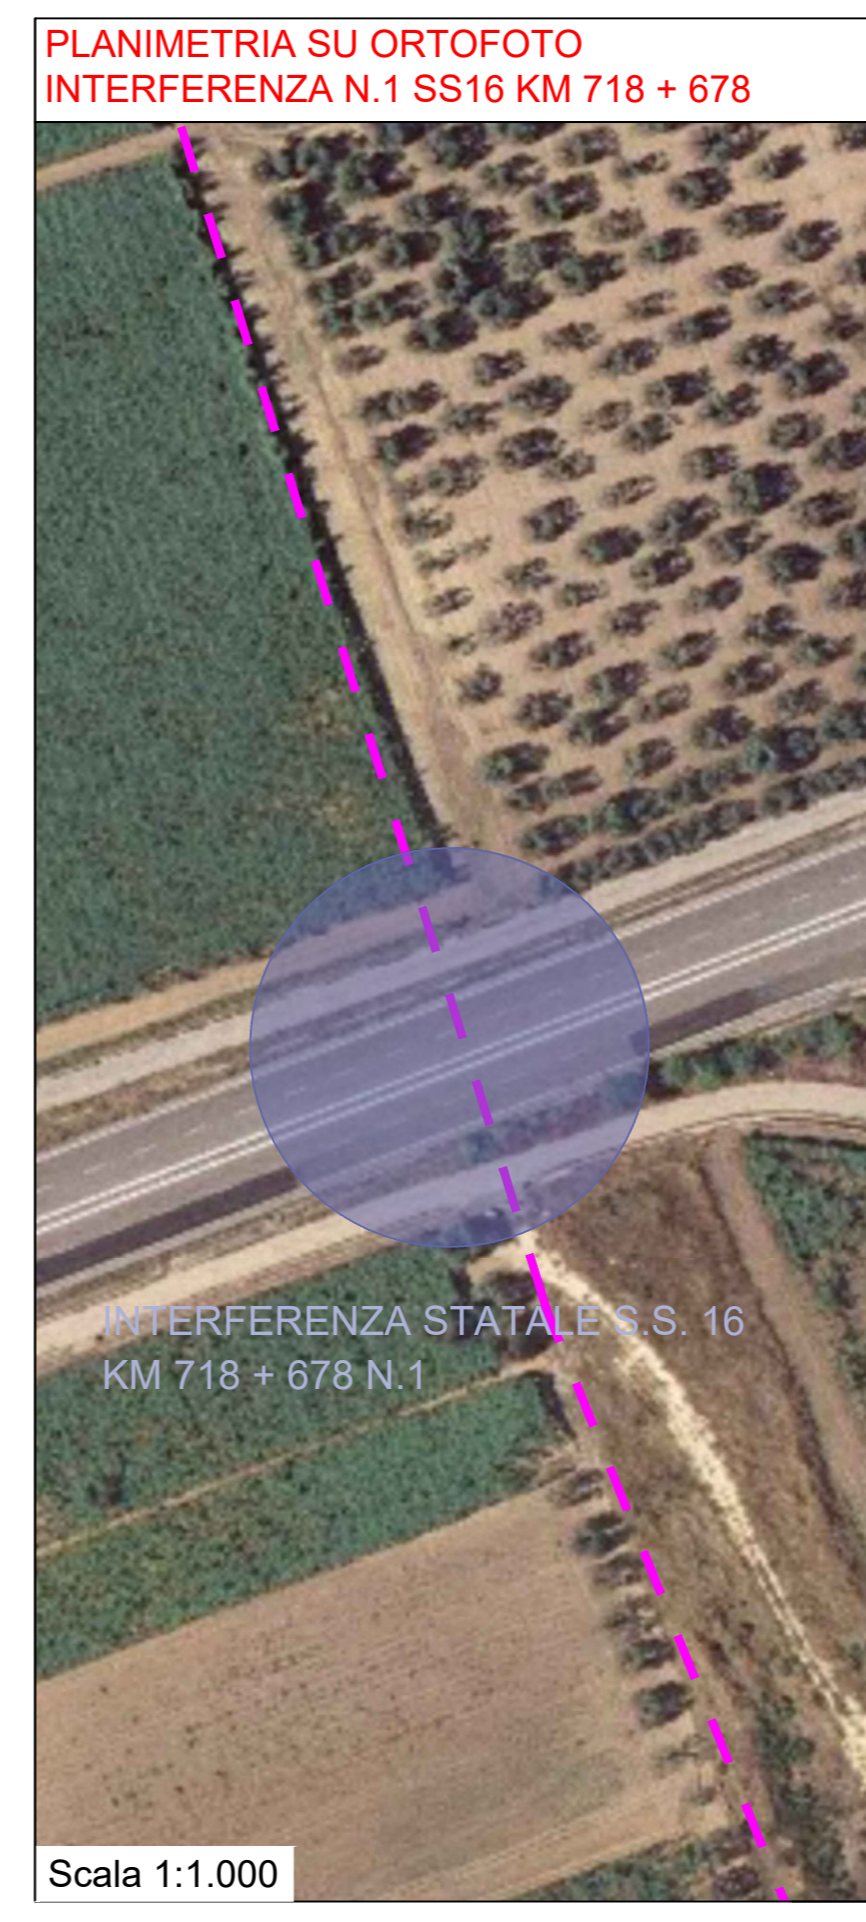 PLANIMETRIA SU ORTOFOTO
INTERFERENZA N.1 SS16 KM 718 + 678
INTERFERENZA STATALE S.S. 16
KM 718 + 678 N.1
Scala 1:1.000